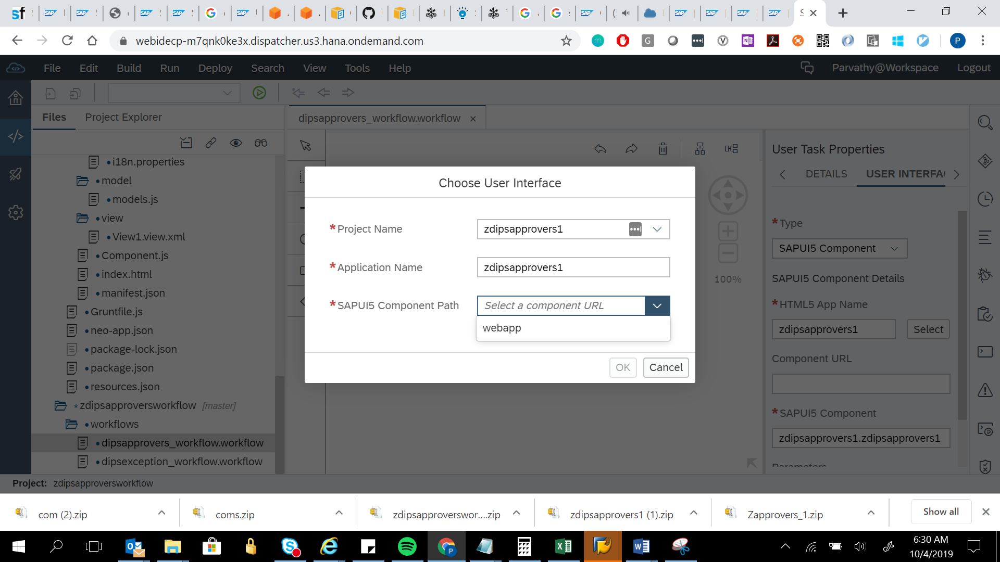 webidecp-m7qnk0ke3x.dispatcher.us3.hana.ondemand.com
File Edit Build Run Deploy Search View Tools Help
Parvathy@Workspace Logout
Files Project Explorer
dipsapprovers_workflow.workflow
i18n.properties
model
models.js
view
View1.view.xml
Component.js
index.html
manifest.json
Gruntfile.js
neo-app.json
package-lock.json
package.json
resources.json
zdipsapproversworkflow [master]
workflows
dipsapprovers_workflow.workflow
dipsexception_workflow.workflow
Choose User Interface
*Project Name zdipsapprovers1
*Application Name zdipsapprovers1
*SAPUI5 Component Path Select a component URL
webapp
OK Cancel
100%
User Task Properties
DETAILS USER INTERFAC
*Type
SAPUI5 Component
SAPUI5 Component Details
*HTML5 App Name
zdipsapprovers1 Select
Component URL
*SAPUI5 Component
zdipsapprovers1.zdipsapprovers1
Parameters
Project: zdipsapproversworkflow
com (2).zip
coms.zip
zdipsapproverswor....zip
zdipsapprovers1 (1).zip
Zapprovers_1.zip
Show all
6:30 AM
10/4/2019